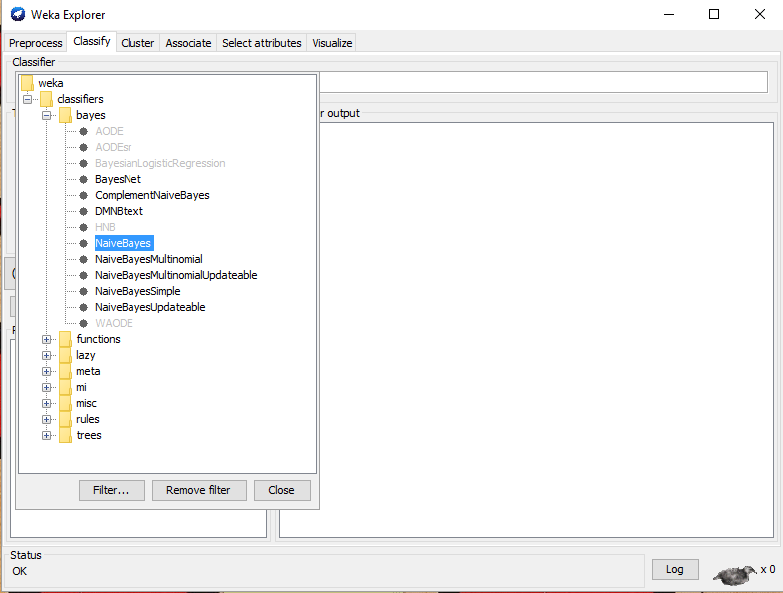 Weka Explorer
Preprocess Classify Cluster Associate Select attributes Visualize
Classifier
weka
classifiers
r output
bayes
AODE
AODEsr
BayesianLogisticRegression
BayesNet
ComplementNaiveBayes
DMNBtext
HNB
NaiveBayes
NaiveBayesMultinomial
NaiveBayesMultinomialUpdateable
NaiveBayesSimple
NaiveBayesUpdateable
WAODE
functions
lazy
meta
mi
misc
rules
trees
Filter... Remove filter Close
Status
OK
Log x 0